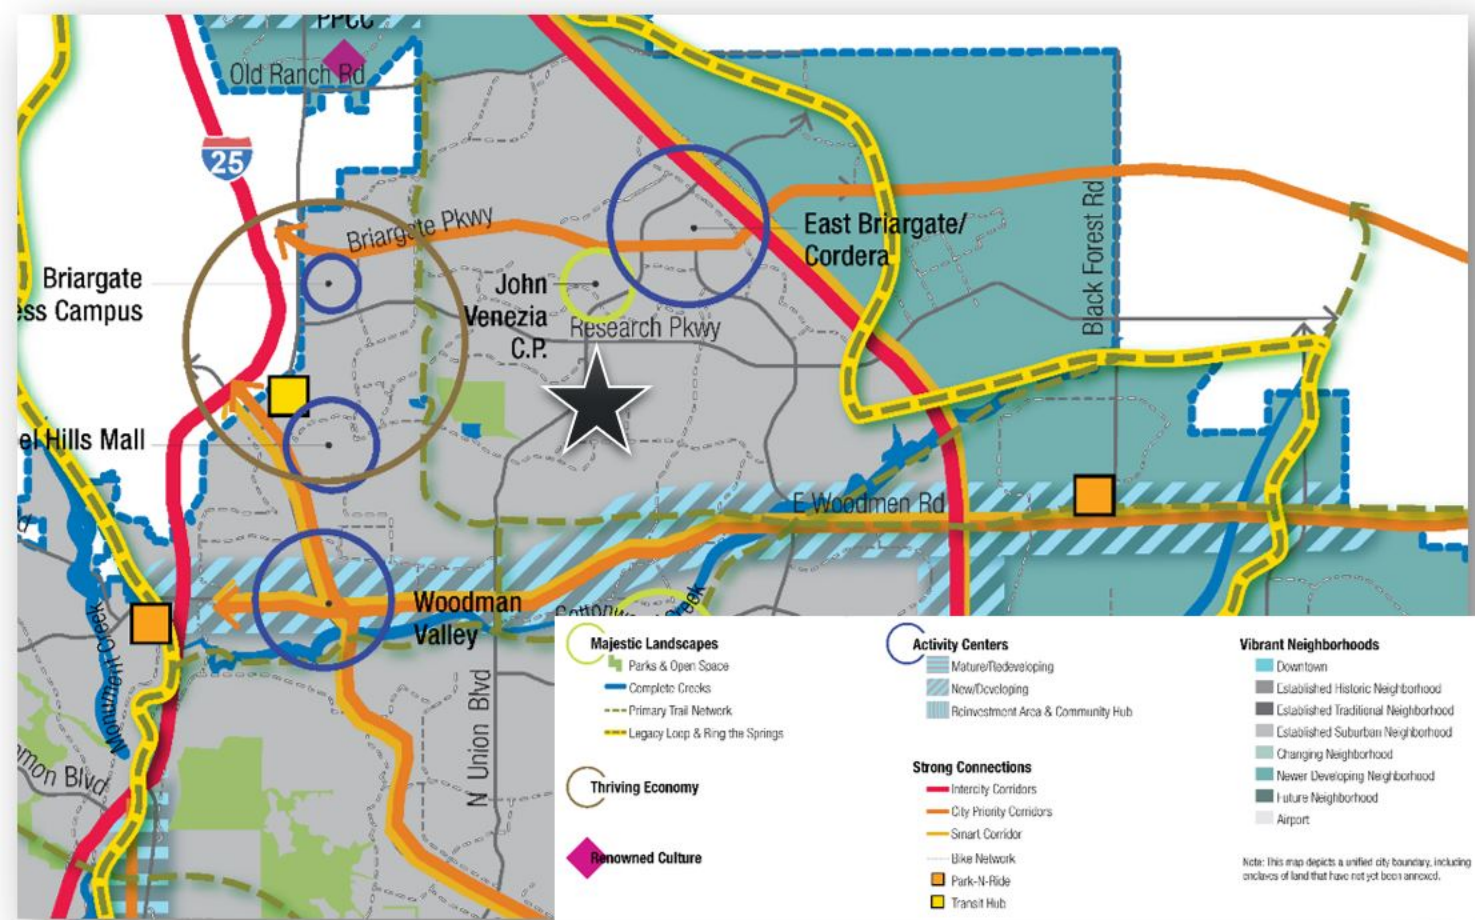 PPCC
Old Ranch Rd
25
Briargate Pkwy
East Briargate/
Cordera
Black Forest Rd
Briargate
ess Campus
John
Venezia
C.P.
Research Pkwy
el Hills Mall
E Woodmen Rd
Woodman
Valley
Monument Creek
N Union Blvd
Majestic Landscapes
Parks & Open Space
Complete Creeks
Primary Trail Network
Legacy Loop & Ring the Springs
Thriving Economy
Renowned Culture
Activity Centers
Mature/Redeveloping
New/Developing
Reinvestment Area & Community Hub
Strong Connections
Intercity Corridors
City Priority Corridors
Smart Corridor
Bike Network
Park-N-Ride
Transit Hub
Vibrant Neighborhoods
Downtown
Established Historic Neighborhood
Established Traditional Neighborhood
Established Suburban Neighborhood
Changing Neighborhood
Newer Developing Neighborhood
Future Neighborhood
Airport
Note: This map depicts a unified city boundary, including
enclaves of land that have not yet been annexed.